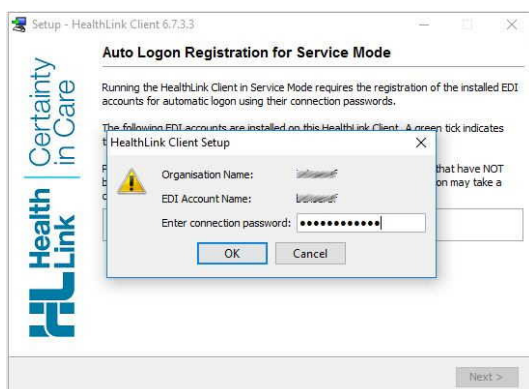 Setup - HealthLink Client 6.7.3.3
Auto Logon Registration for Service Mode
Running the HealthLink Client in Service Mode requires the registration of the installed EDI
accounts for automatic logon using their connection passwords.
The following EDI accounts are installed on this HealthLink Client. A green tick indicates
HealthLink Client Setup
Organisation Name:
EDI Account Name:
Enter connection password: ●●●●●●●●●●●●
OK
Cancel
that have NOT
on may take a
Health Link
Certainty in Care
Next >